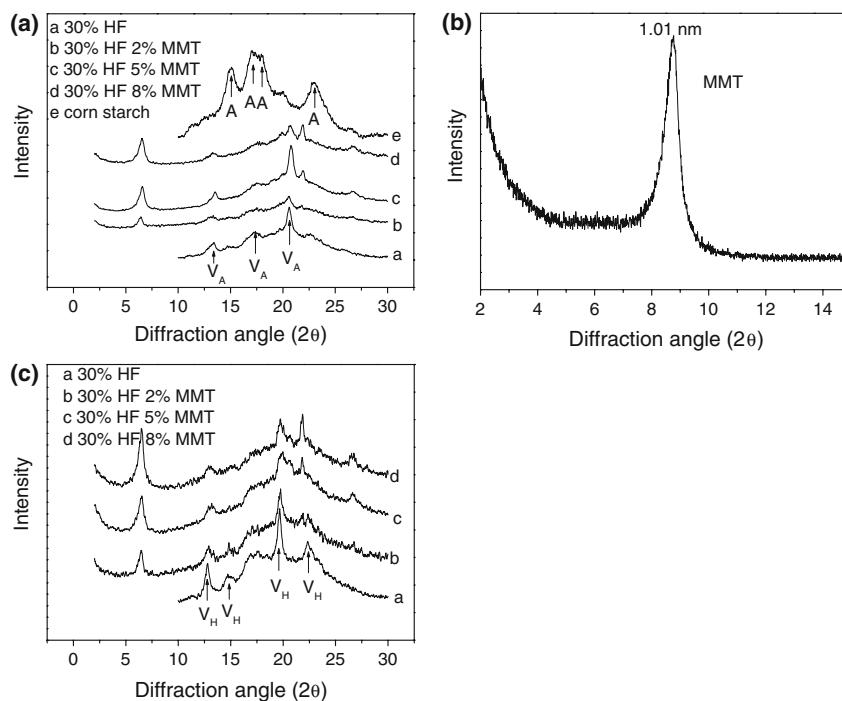 (a)
a 30% HF
b 30% HF 2% MMT
c 30% HF 5% MMT
d 30% HF 8% MMT
e corn starch
A
A A
A
e
d
c
b
a
V_A
V_A
V_A
Intensity
0 5 10 15 20 25 30
Diffraction angle (2θ)
(b)
1.01 nm
MMT
Intensity
2 4 6 8 10 12 14
Diffraction angle (2θ)
(c)
a 30% HF
b 30% HF 2% MMT
c 30% HF 5% MMT
d 30% HF 8% MMT
d
c
b
a
V_H
V_H
V_H
V_H
Intensity
0 5 10 15 20 25 30
Diffraction angle (2θ)